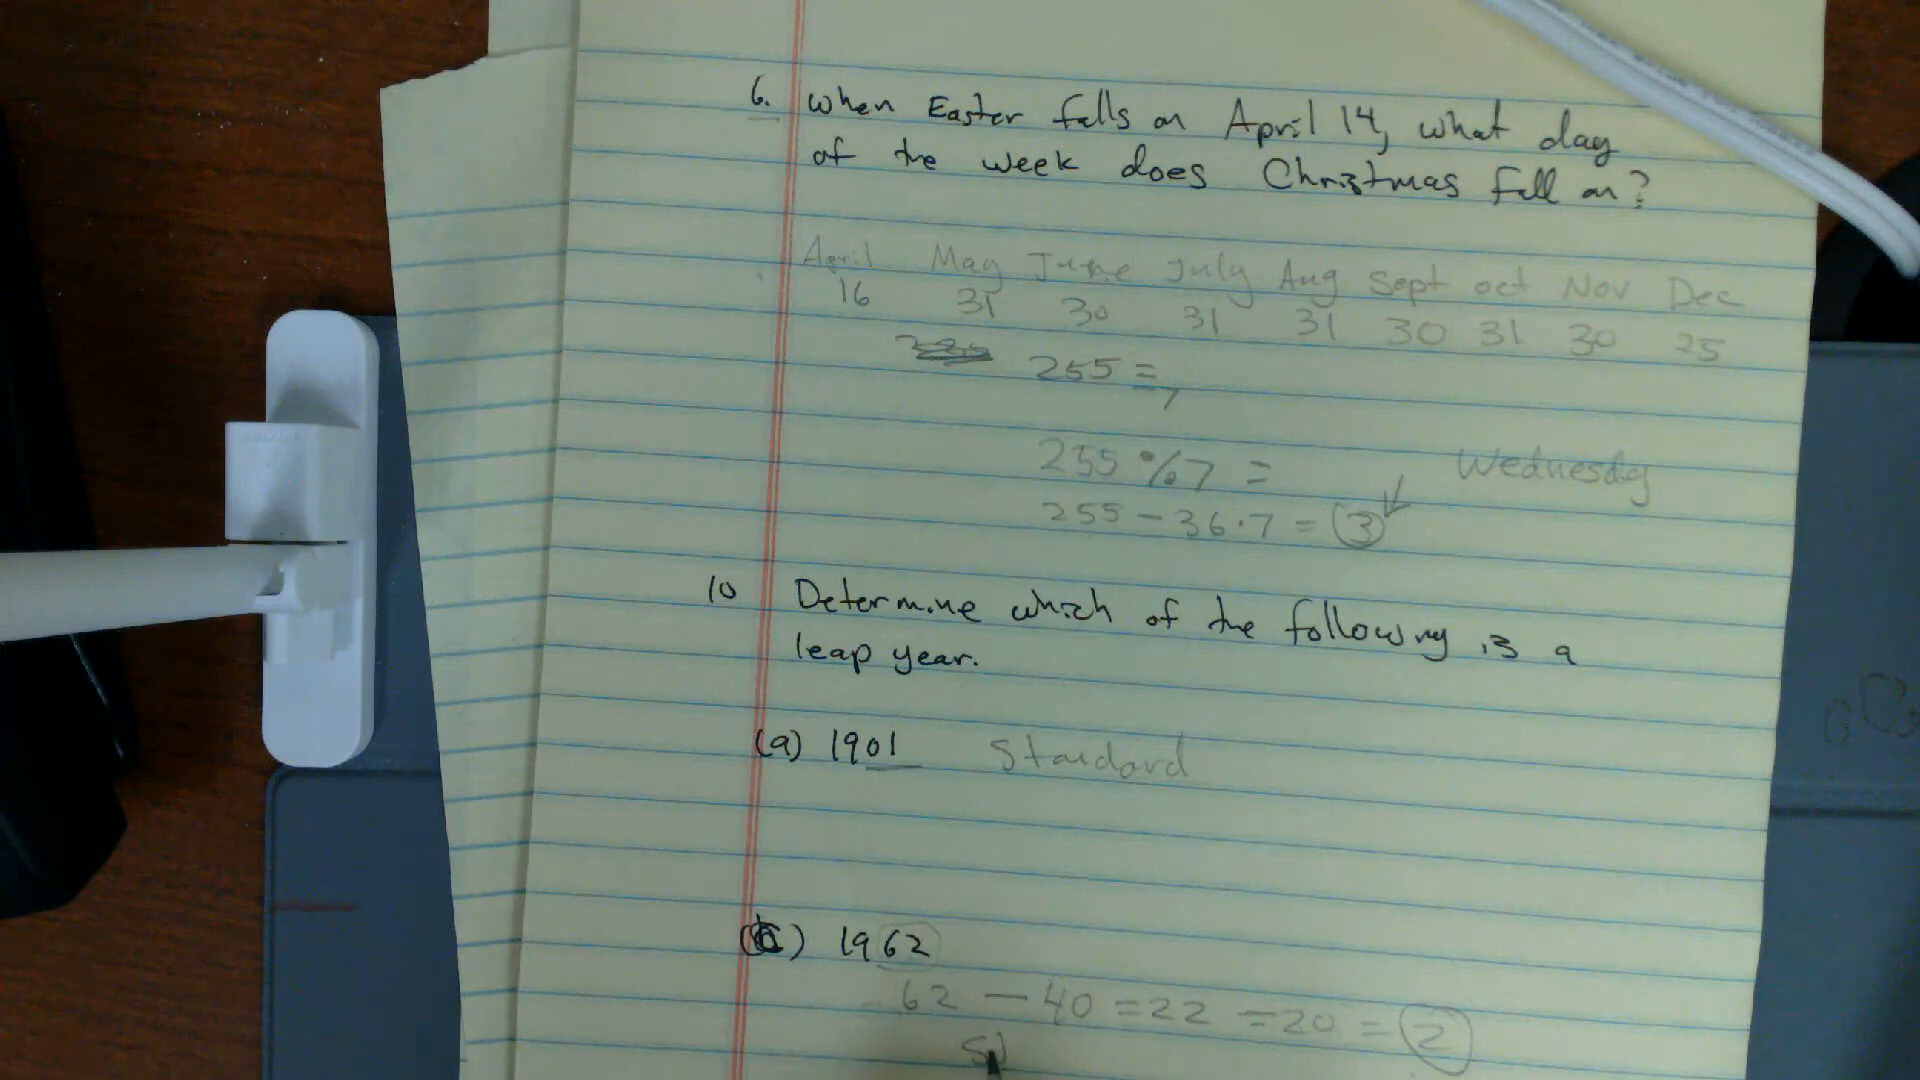 6. when Easter falls on April 14, what day
of the week does Christmas fall on?
April May June July Aug Sept oct Nov Dec
16 31 30 31 31 30 31 30 25
255 =
7
255 % 7 = Wednesday
255 - 36·7 = 3
10 Determine which of the following is a
leap year.
(a) 1901 Standard
) 1962
62 - 40 = 22 - 20 = 2